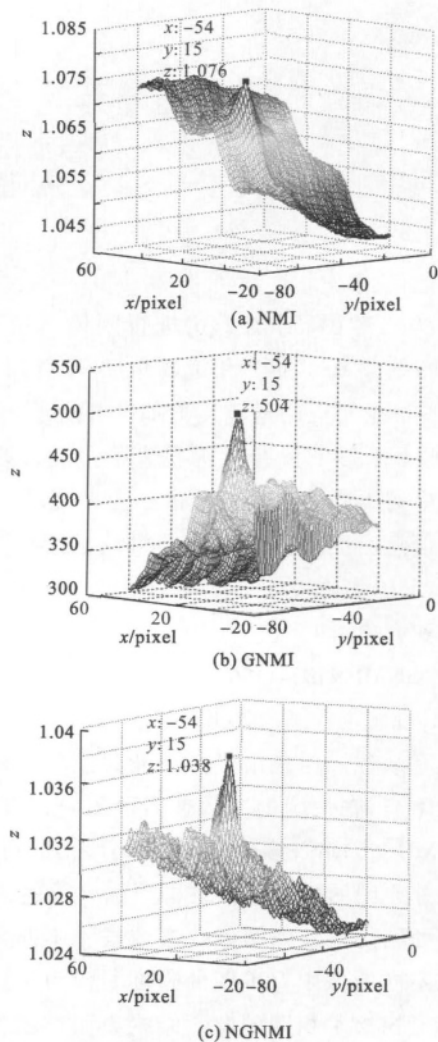 1.085
x: -54
y: 15
z: 1.076
1.075
z
1.065
1.055
1.045
60
20
-20 -80
-40
0
x/pixel
y/pixel
(a) NMI
550
x: -54
y: 15
z: 504
500
450
z
400
350
300
60
20
-20 -80
-40
0
x/pixel
y/pixel
(b) GNMI
1.04
x: -54
y: 15
z: 1.038
1.036
z
1.032
1.028
1.024
60
20
-20 -80
-40
0
x/pixel
y/pixel
(c) NGNMI